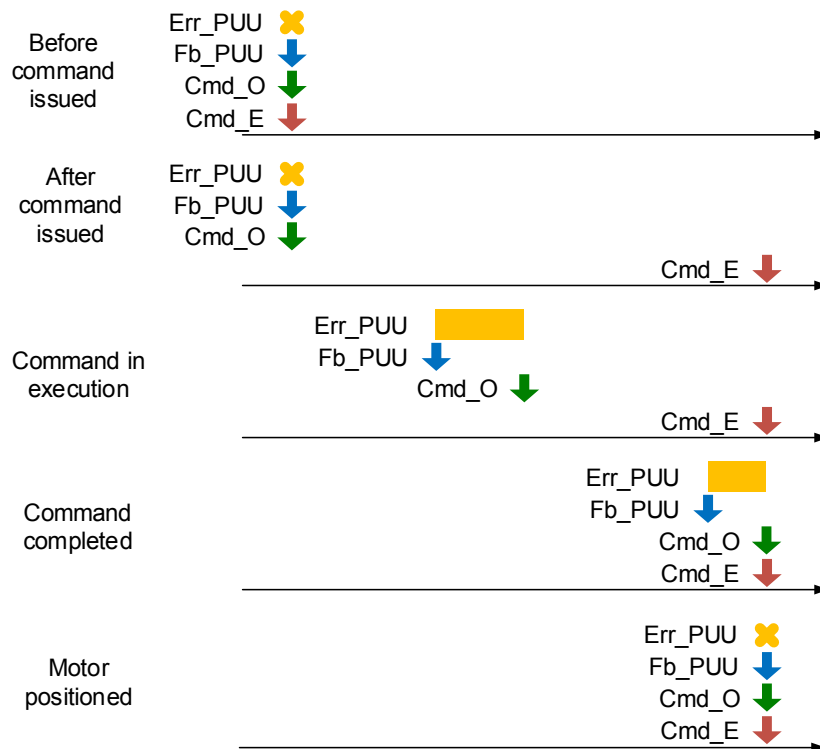 Before
command
issued
Err_PUU
Fb_PUU
Cmd_O
Cmd_E
After
command
issued
Err_PUU
Fb_PUU
Cmd_O
Cmd_E
Command in
execution
Err_PUU
Fb_PUU
Cmd_O
Cmd_E
Command
completed
Err_PUU
Fb_PUU
Cmd_O
Cmd_E
Motor
positioned
Err_PUU
Fb_PUU
Cmd_O
Cmd_E